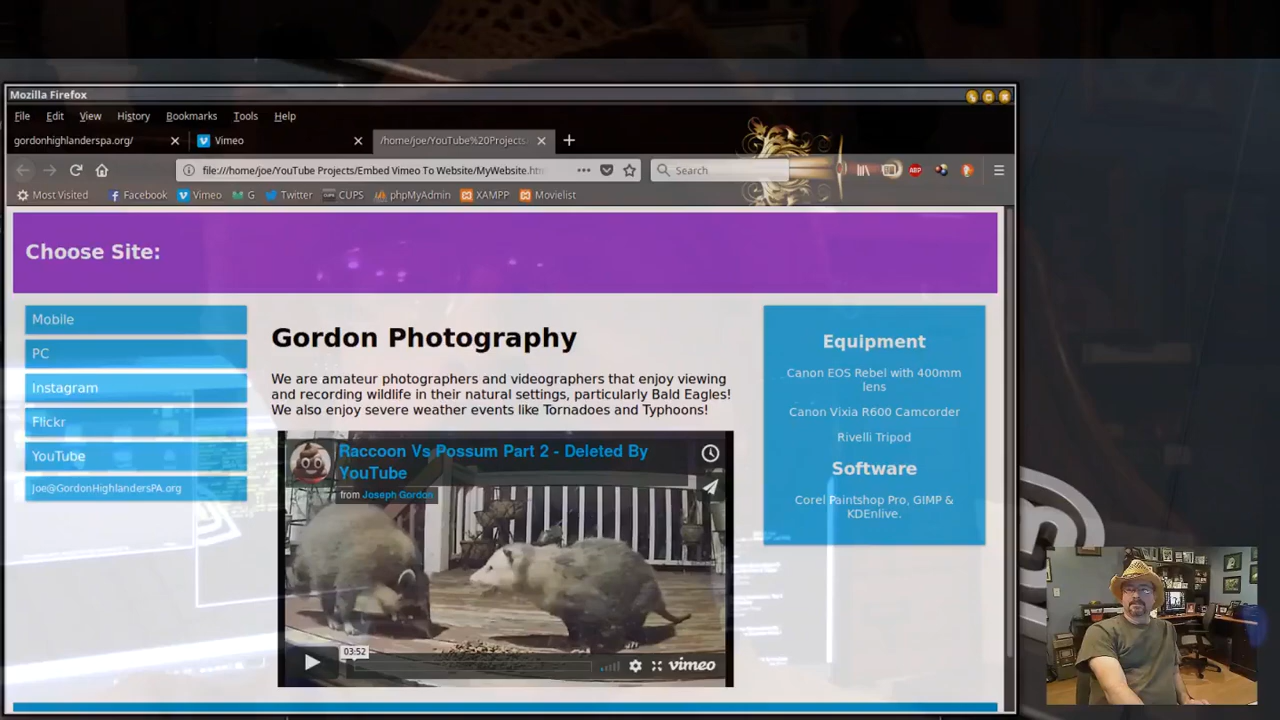 Mozilla Firefox
File Edit View History Bookmarks Tools Help
gordonhighlanderspa.org/ Vimeo /home/joe/YouTube%20Projects
file:///home/joe/YouTube Projects/Embed Vimeo To Website/MyWebsite.htm Search ABP
Most Visited Facebook Vimeo G Twitter CUPS phpMyAdmin XAMPP Movielist
Choose Site:
Mobile
PC
Instagram
Flickr
YouTube
Joe@GordonHighlandersPA.org
Gordon Photography
We are amateur photographers and videographers that enjoy viewing
and recording wildlife in their natural settings, particularly Bald Eagles!
We also enjoy severe weather events like Tornadoes and Typhoons!
Raccoon Vs Possum Part 2 - Deleted By
YouTube
from Joseph Gordon
03:52
vimeo
Equipment
Canon EOS Rebel with 400mm
lens
Canon Vixia R600 Camcorder
Rivelli Tripod
Software
Corel Paintshop Pro, GIMP &
KDEnlive.